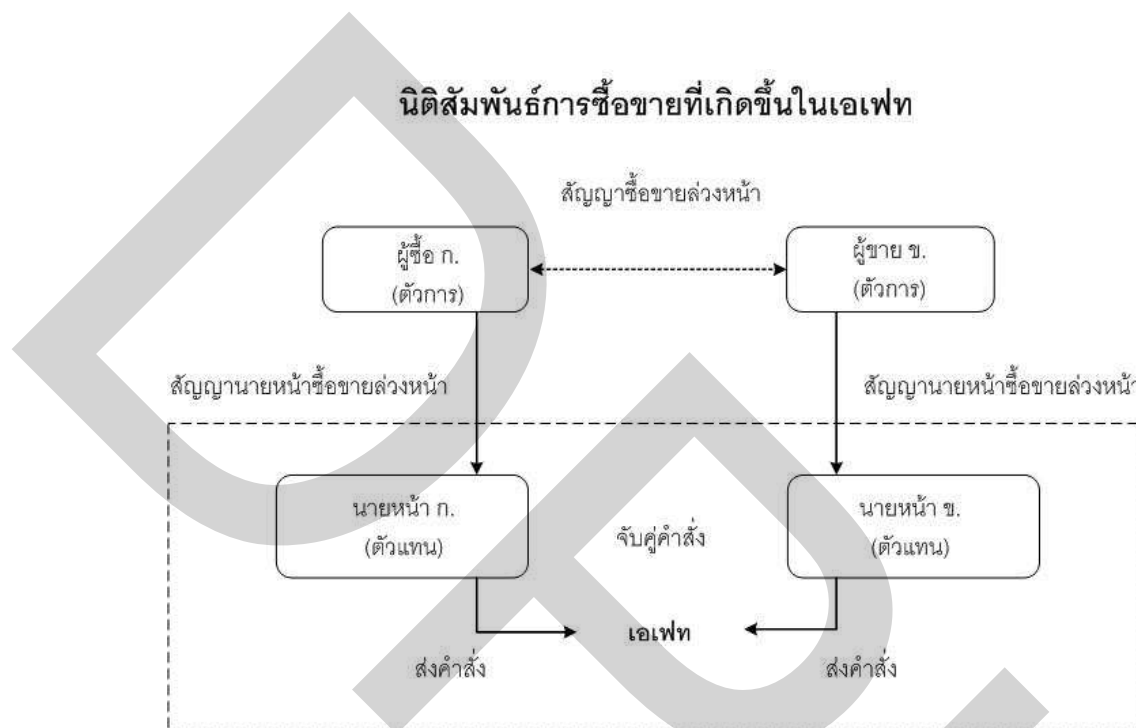 นิติสัมพันธ์การซื้อขายที่เกิดขึ้นในเอเฟท
สัญญาซื้อขายล่วงหน้า
ผู้ซื้อ ก.
(ตัวการ)
ผู้ขาย ข.
(ตัวการ)
สัญญานายหน้าซื้อขายล่วงหน้า
สัญญานายหน้าซื้อขายล่วงหน้า
นายหน้า ก.
(ตัวแทน)
จับคู่คำสั่ง
นายหน้า ข.
(ตัวแทน)
เอเฟท
ส่งคำสั่ง
ส่งคำสั่ง